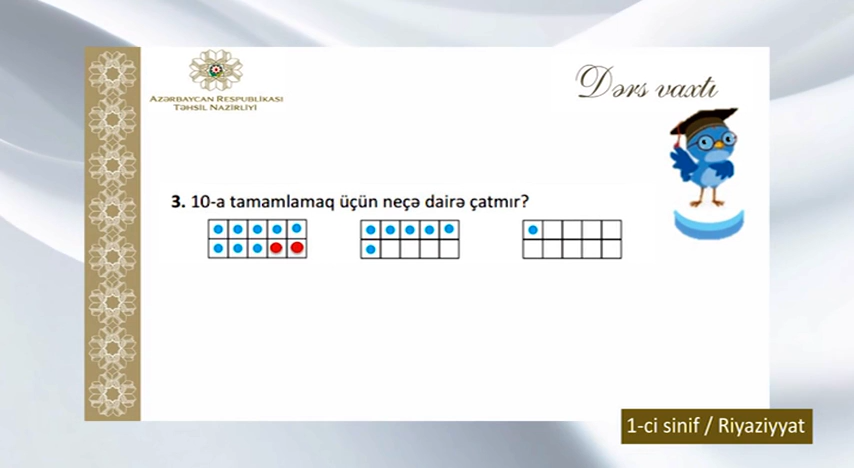 AZƏRBAYCAN RESPUBLİKASI
TƏHSİL NAZİRLİYİ
Dərs vaxtı
3. 10-a tamamlamaq üçün neçə dairə çatmır?
1-ci sinif / Riyaziyyat